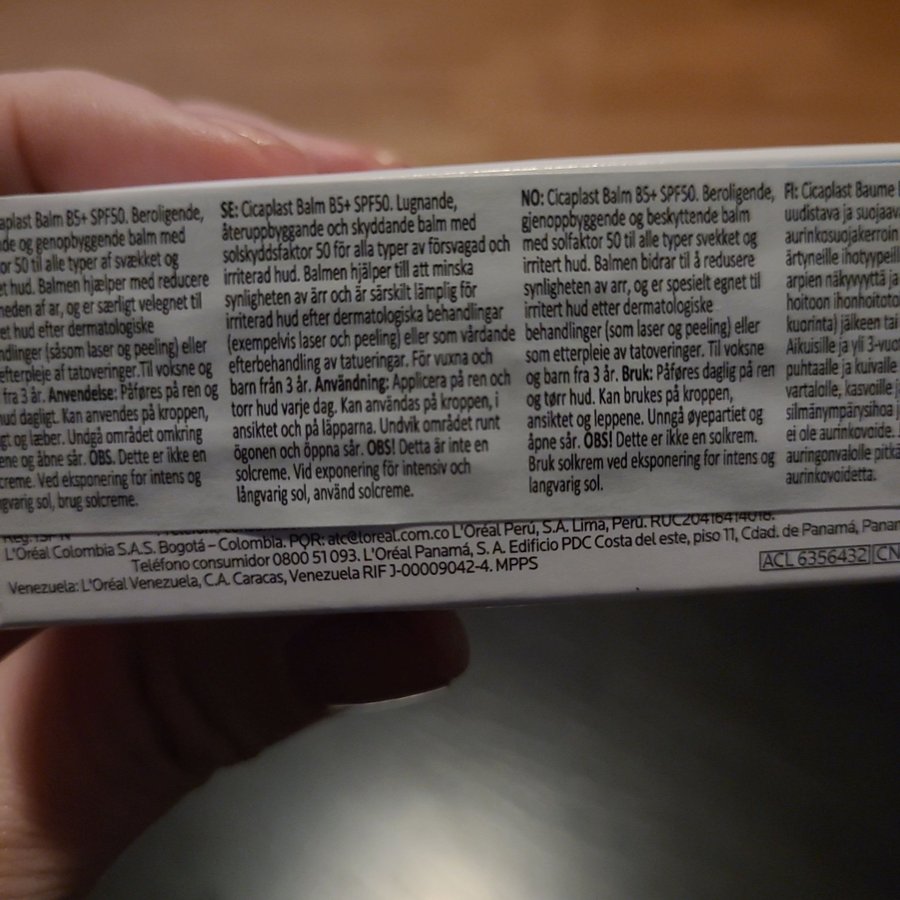 aplast Balm B5+ SPF50. Beroligende,
de og genopbyggende balm med
or 50 til alle typer af svækket og
et hud. Balmen hjælper med reducere
heden af ar, og er særligt velegnet til
et hud efter dermatologiske
ndlinger (såsom laser og peeling) eller
efterpleje af tatoveringer. Til voksne og
fra 3 år. Anvendelse: Påføres på ren og
hud dagligt. Kan anvendes på kroppen,
gt og læber. Undgå området omkring
ene og åbne sår. OBS. Dette er ikke en
creme. Ved eksponering for intens og
gvarig sol, brug solcreme.
SE: Cicaplast Balm B5+ SPF50. Lugnande,
återuppbyggande och skyddande balm med
solskyddsfaktor 50 för alla typer av försvagad och
irriterad hud. Balmen hjälper till att minska
synligheten av ärr och är särskilt lämplig för
irriterad hud efter dermatologiska behandlingar
(exempelvis laser och peeling) eller som vårdande
efterbehandling av tatueringar. För vuxna och
barn från 3 år. Användning: Applicera på ren och
torr hud varje dag. Kan användas på kroppen, i
ansiktet och på läpparna. Undvik området runt
ögonen och öppna sår. OBS! Detta är inte en
solcreme. Vid exponering för intensiv och
långvarig sol, använd solcreme.
NO: Cicaplast Balm B5+ SPF50. Beroligende,
gjenoppbyggende og beskyttende balm
med solfaktor 50 til alle typer svekket og
irritert hud. Balmen bidrar til å redusere
synligheten av arr, og er spesielt egnet til
irritert hud etter dermatologiske
behandlinger (som laser og peeling) eller
som etterpleie av tatoveringer. Til voksne
og barn fra 3 år. Bruk: Påføres daglig på ren
og tørr hud. Kan brukes på kroppen,
ansiktet og leppene. Unngå øyepartiet og
åpne sår. OBS! Dette er ikke en solkrem.
Bruk solkrem ved eksponering for intens og
langvarig sol.
FI: Cicaplast Baume
uudistava ja suojaav
aurinkosuojakerroin
ärtyneille ihotyypeill
arpien näkyvyyttä ja
hoitoon ihonhoitoto
kuorinta) jälkeen tai
Aikuisille ja yli 3-vuo
puhtaalle ja kuivalle
vartalolle, kasvoille j
silmänympärysihoa j
ei ole aurinkovoide.
auringonvalolle pitkä
aurinkovoidetta.
L'Oréal Colombia S.A.S. Bogotá – Colombia. PQR: atc@loreal.com.co L'Oréal Perú, S.A. Lima, Perú. RUC20416414018.
Teléfono consumidor 0800 51 093. L'Oréal Panamá, S. A. Edificio PDC Costa del este, piso 11, Cdad. de Panamá, Panam
Venezuela: L'Oréal Venezuela, C.A. Caracas, Venezuela RIF J-00009042-4. MPPS
ACL 6356432 CN